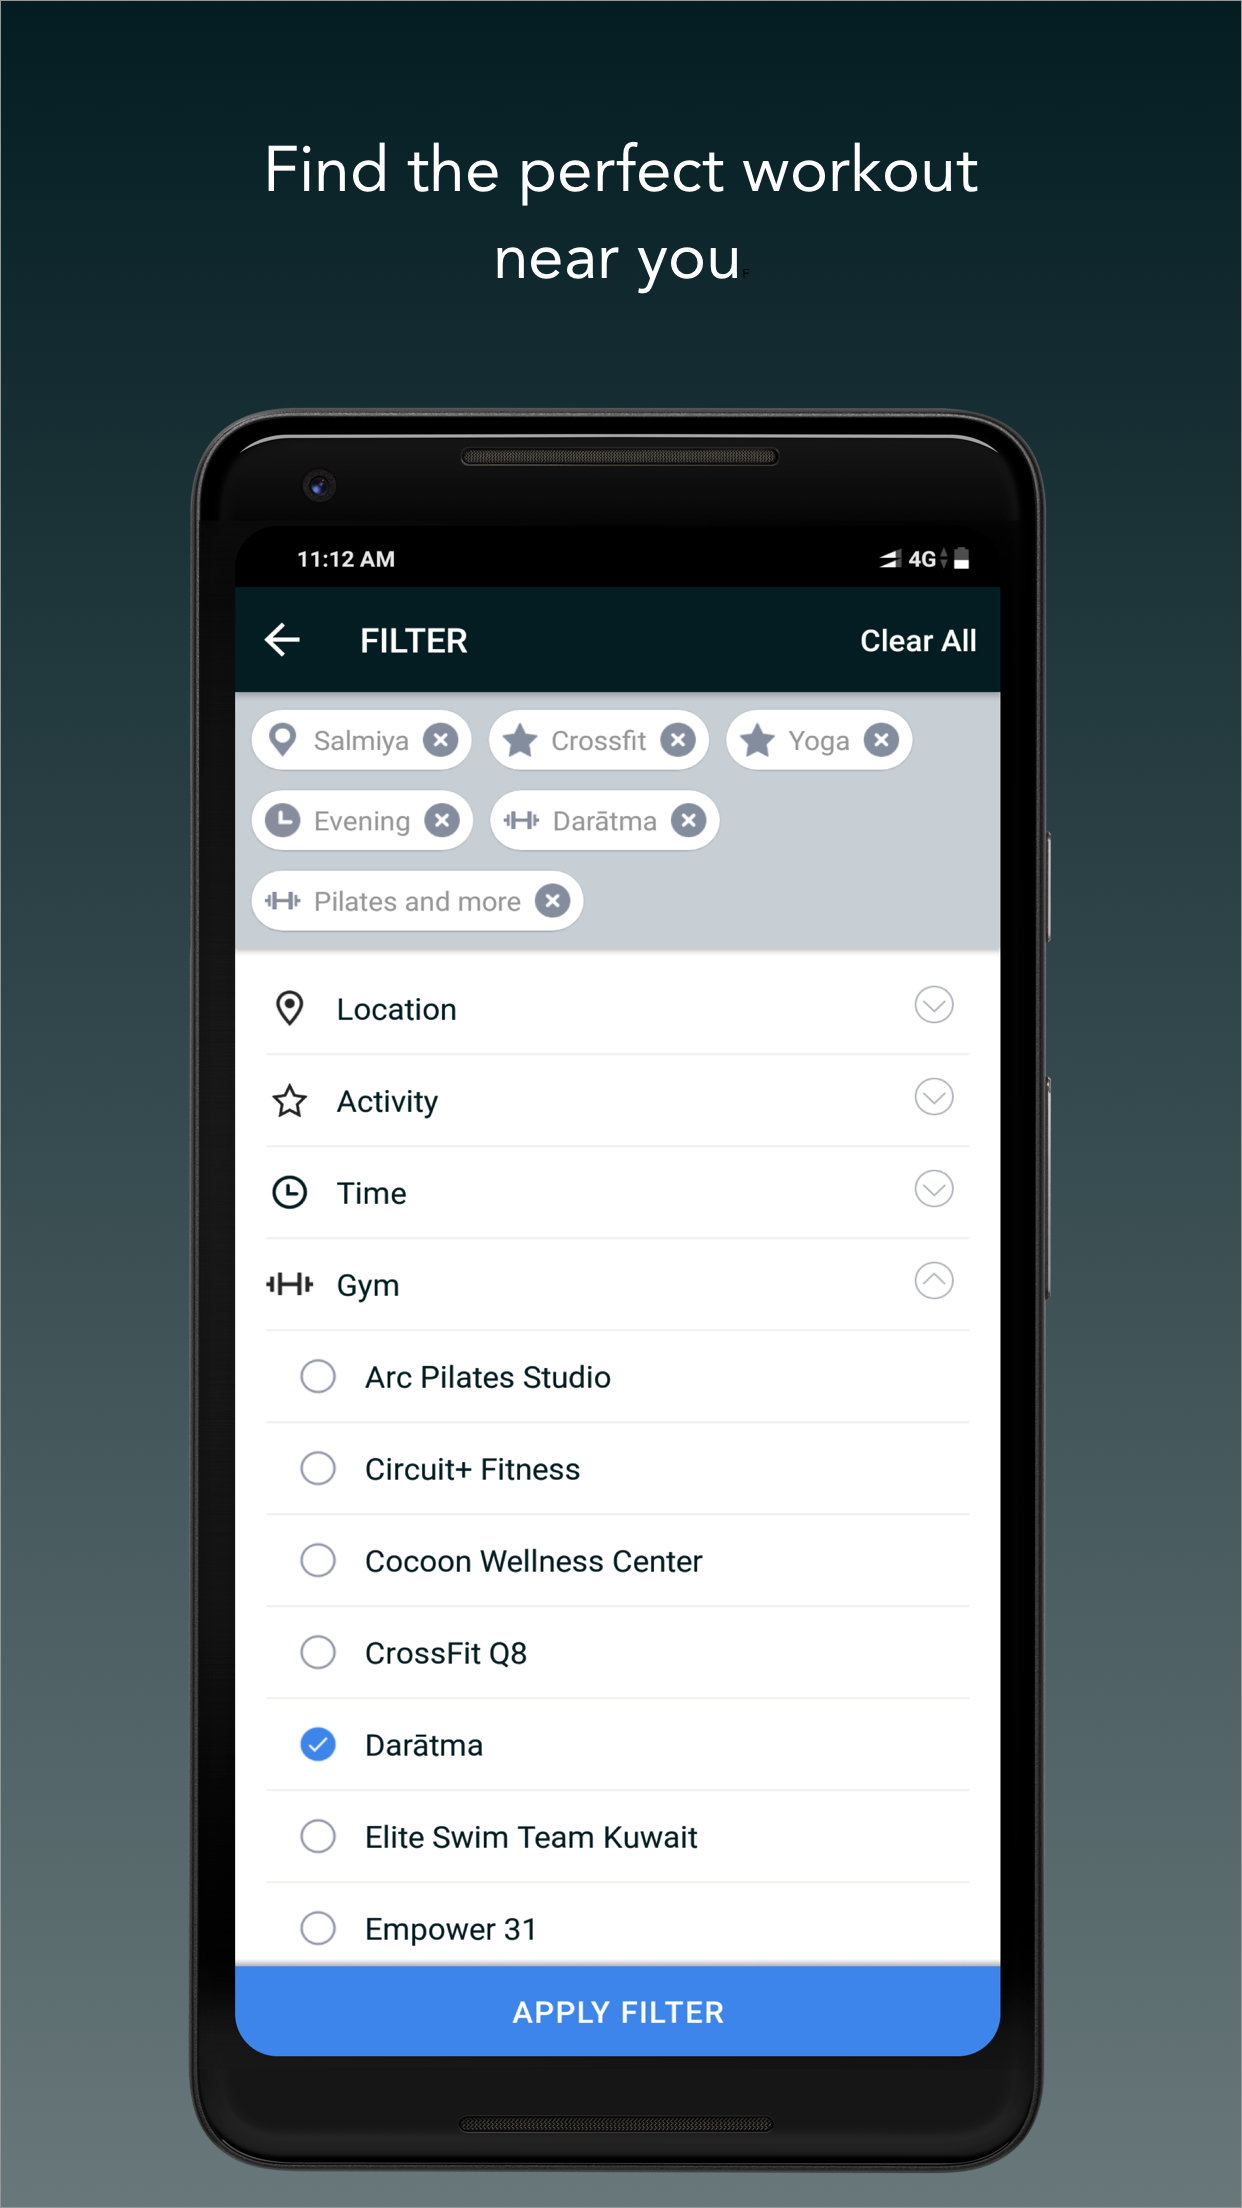 Find the perfect workout
near you
F
11:12 AM 4G
FILTER Clear All
Salmiya Crossfit Yoga
Evening Darātma
Pilates and more
Location
Activity
Time
Gym
Arc Pilates Studio
Circuit+ Fitness
Cocoon Wellness Center
CrossFit Q8
Darātma
Elite Swim Team Kuwait
Empower 31
APPLY FILTER